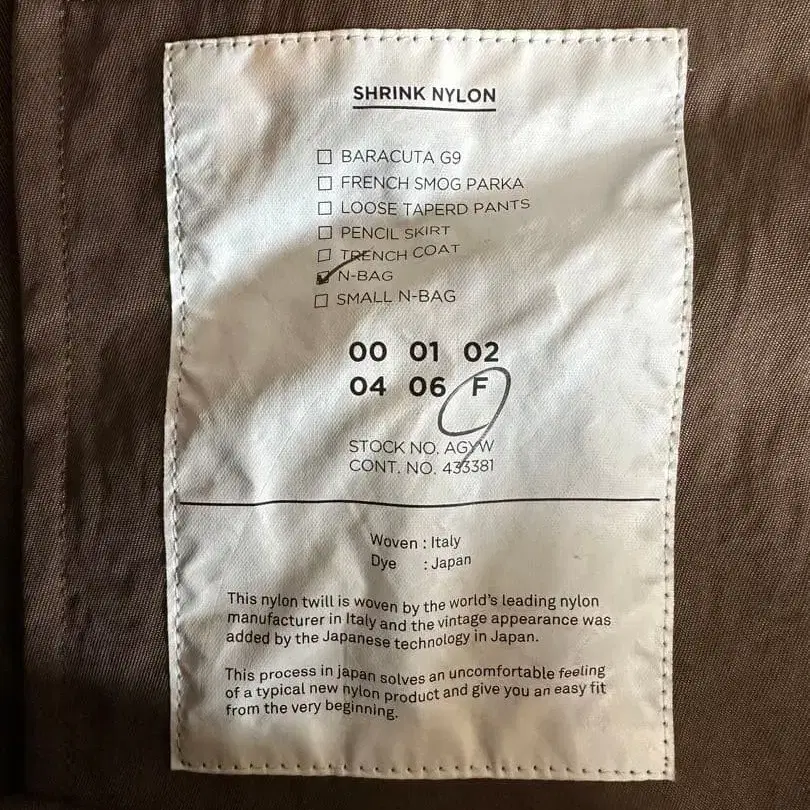 SHRINK NYLON
BARACUTA G9
FRENCH SMOG PARKA
LOOSE TAPERD PANTS
PENCIL SKIRT
TRENCH COAT
N-BAG
SMALL N-BAG
00 01 02
04 06 F
STOCK NO. AGYW
CONT. NO. 433381
Woven : Italy
Dye : Japan
This nylon twill is woven by the world's leading nylon
manufacturer in Italy and the vintage appearance was
added by the Japanese technology in Japan.
This process in japan solves an uncomfortable feeling
of a typical new nylon product and give you an easy fit
from the very beginning.